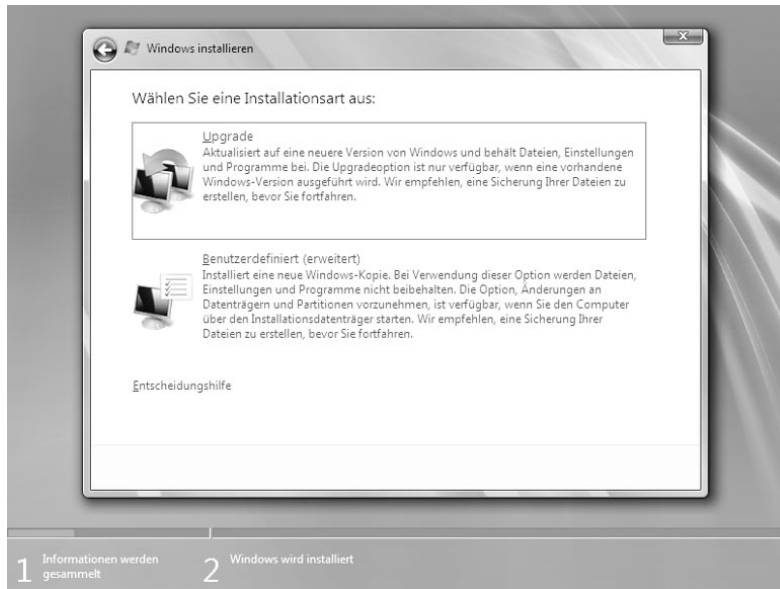 Windows installieren
Wählen Sie eine Installationsart aus:
Upgrade
Aktualisiert auf eine neuere Version von Windows und behält Dateien, Einstellungen
und Programme bei. Die Upgradeoption ist nur verfügbar, wenn eine vorhandene
Windows-Version ausgeführt wird. Wir empfehlen, eine Sicherung Ihrer Dateien zu
erstellen, bevor Sie fortfahren.
Benutzerdefiniert (erweitert)
Installiert eine neue Windows-Kopie. Bei Verwendung dieser Option werden Dateien,
Einstellungen und Programme nicht beibehalten. Die Option, Änderungen an
Datenträgern und Partitionen vorzunehmen, ist verfügbar, wenn Sie den Computer
über den Installationsdatenträger starten. Wir empfehlen, eine Sicherung Ihrer
Dateien zu erstellen, bevor Sie fortfahren.
Entscheidungshilfe
1 Informationen werden
gesammelt
2 Windows wird installiert